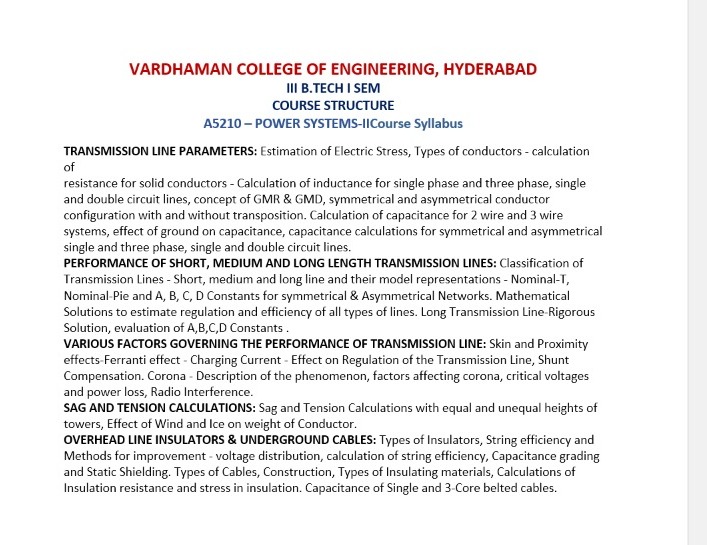 VARDHAMAN COLLEGE OF ENGINEERING, HYDERABAD
III B.TECH I SEM
COURSE STRUCTURE
A5210 – POWER SYSTEMS-IICourse Syllabus
TRANSMISSION LINE PARAMETERS: Estimation of Electric Stress, Types of conductors - calculation
of
resistance for solid conductors - Calculation of inductance for single phase and three phase, single
and double circuit lines, concept of GMR & GMD, symmetrical and asymmetrical conductor
configuration with and without transposition. Calculation of capacitance for 2 wire and 3 wire
systems, effect of ground on capacitance, capacitance calculations for symmetrical and asymmetrical
single and three phase, single and double circuit lines.
PERFORMANCE OF SHORT, MEDIUM AND LONG LENGTH TRANSMISSION LINES: Classification of
Transmission Lines - Short, medium and long line and their model representations - Nominal-T,
Nominal-Pie and A, B, C, D Constants for symmetrical & Asymmetrical Networks. Mathematical
Solutions to estimate regulation and efficiency of all types of lines. Long Transmission Line-Rigorous
Solution, evaluation of A,B,C,D Constants .
VARIOUS FACTORS GOVERNING THE PERFORMANCE OF TRANSMISSION LINE: Skin and Proximity
effects-Ferranti effect - Charging Current - Effect on Regulation of the Transmission Line, Shunt
Compensation. Corona - Description of the phenomenon, factors affecting corona, critical voltages
and power loss, Radio Interference.
SAG AND TENSION CALCULATIONS: Sag and Tension Calculations with equal and unequal heights of
towers, Effect of Wind and Ice on weight of Conductor.
OVERHEAD LINE INSULATORS & UNDERGROUND CABLES: Types of Insulators, String efficiency and
Methods for improvement - voltage distribution, calculation of string efficiency, Capacitance grading
and Static Shielding. Types of Cables, Construction, Types of Insulating materials, Calculations of
Insulation resistance and stress in insulation. Capacitance of Single and 3-Core belted cables.